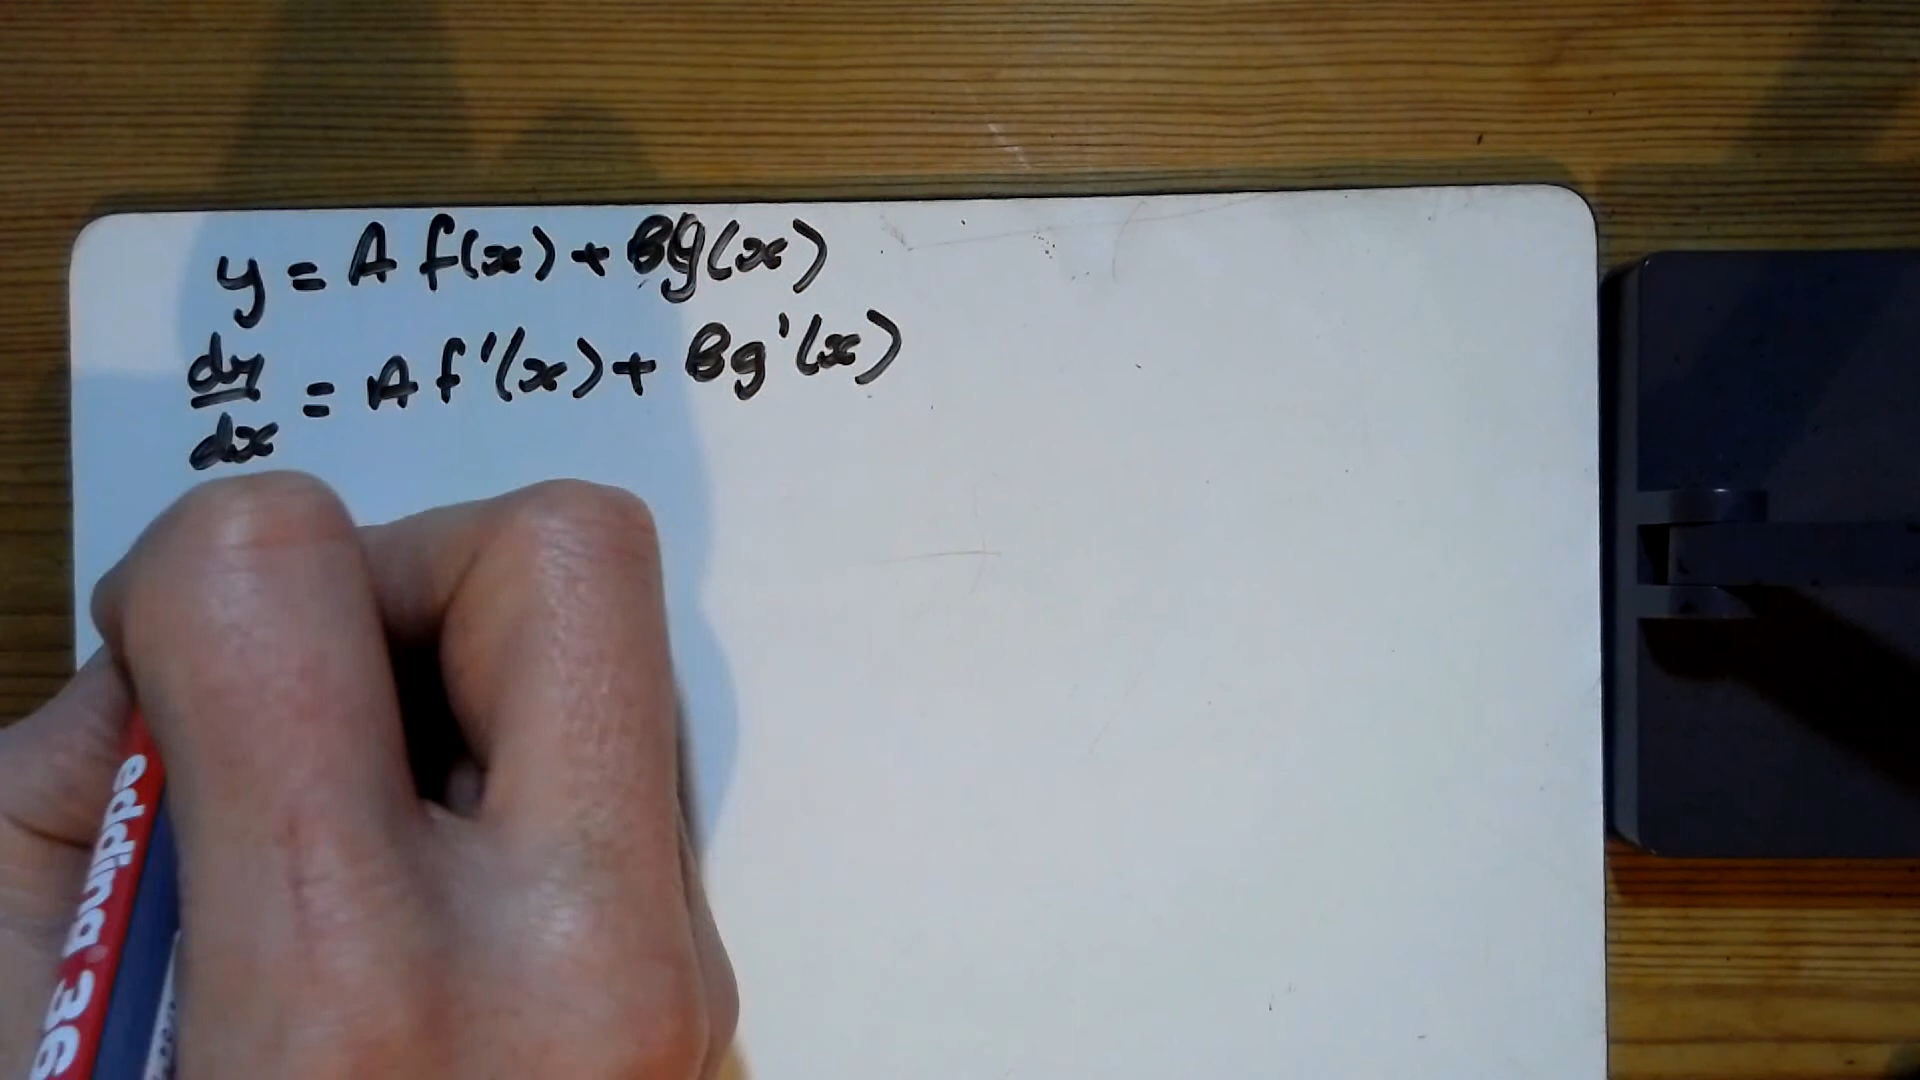 y = A f(x) + Bg(x)
dy/dx = A f'(x) + Bg'(x)
edding 36